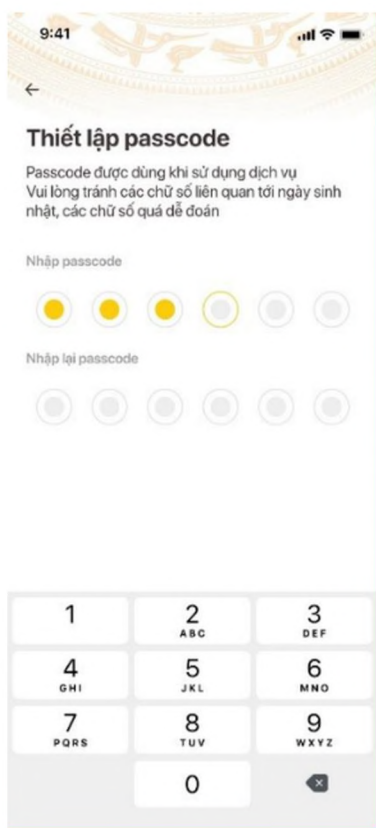 9:41
Thiết lập passcode
Passcode được dùng khi sử dụng dịch vụ
Vui lòng tránh các chữ số liên quan tới ngày sinh
nhật, các chữ số quá dễ đoán
Nhập passcode
Nhập lại passcode
1 2 3
ABC DEF
4 5 6
GHI JKL MNO
7 8 9
PQRS TUV WXYZ
0